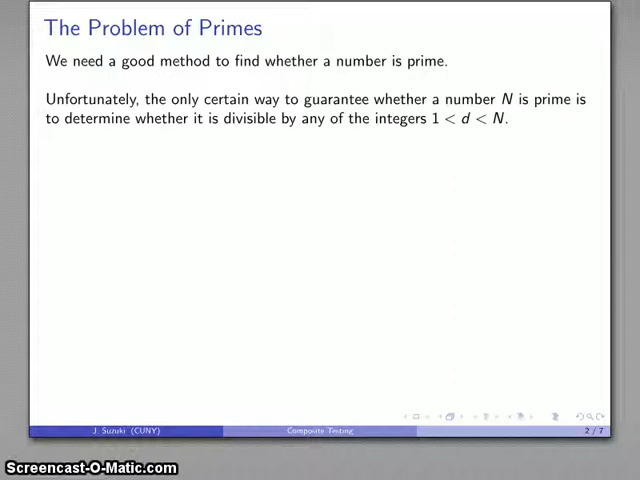 The Problem of Primes
We need a good method to find whether a number is prime.
Unfortunately, the only certain way to guarantee whether a number N is prime is
to determine whether it is divisible by any of the integers 1 < d < N.
J. Suzuki (CUNY)
Composite Testing
2 / 7
Screencast-O-Matic.com